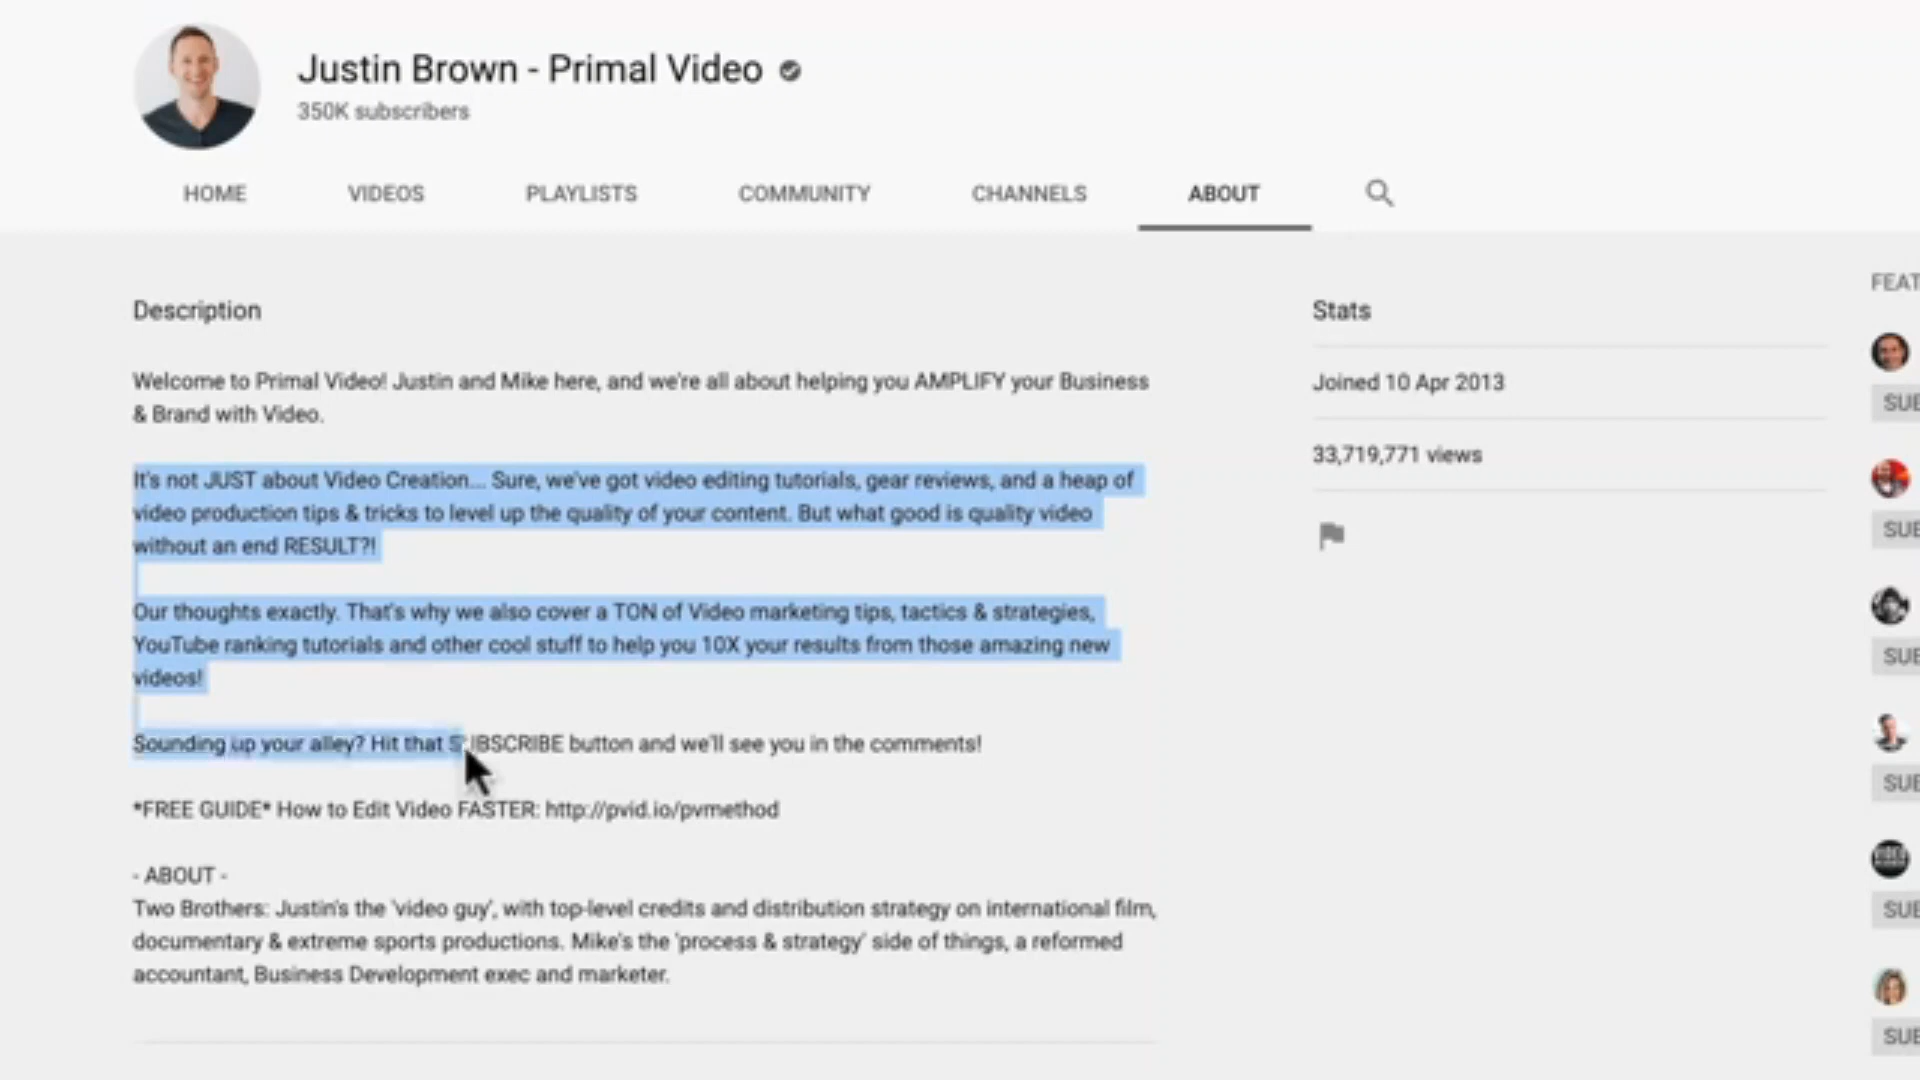 Justin Brown - Primal Video
350K subscribers
HOME VIDEOS PLAYLISTS COMMUNITY CHANNELS ABOUT
Description
Welcome to Primal Video! Justin and Mike here, and we're all about helping you AMPLIFY your Business
& Brand with Video.
It's not JUST about Video Creation... Sure, we've got video editing tutorials, gear reviews, and a heap of
video production tips & tricks to level up the quality of your content. But what good is quality video
without an end RESULT?!
Our thoughts exactly. That's why we also cover a TON of Video marketing tips, tactics & strategies,
YouTube ranking tutorials and other cool stuff to help you 10X your results from those amazing new
videos!
Sounding up your alley? Hit that SUBSCRIBE button and we'll see you in the comments!
*FREE GUIDE* How to Edit Video FASTER: http://pvid.io/pvmethod
- ABOUT -
Two Brothers: Justin's the 'video guy', with top-level credits and distribution strategy on international film,
documentary & extreme sports productions. Mike's the 'process & strategy' side of things, a reformed
accountant, Business Development exec and marketer.
Stats
Joined 10 Apr 2013
33,719,771 views
FEAT
SUB
SUB
SUB
SUB
SUB
SUB